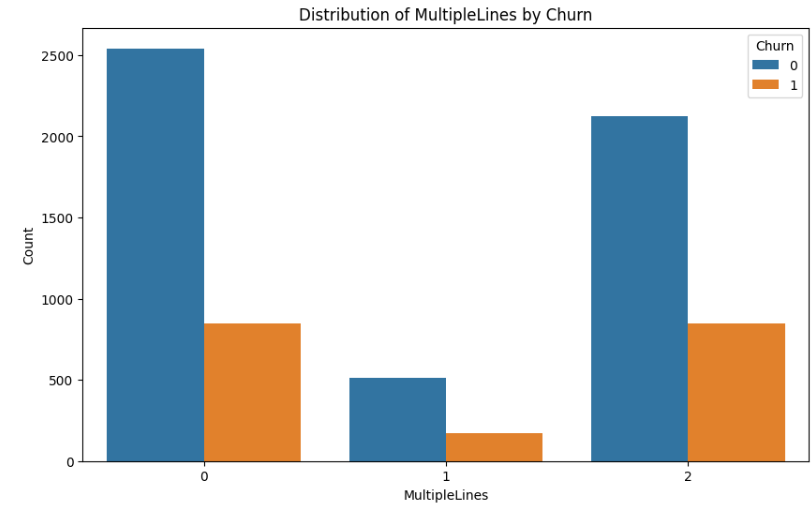 Distribution of MultipleLines by Churn
Churn
0
1
2500
2000
1500
1000
500
0
Count
0 1 2
MultipleLines